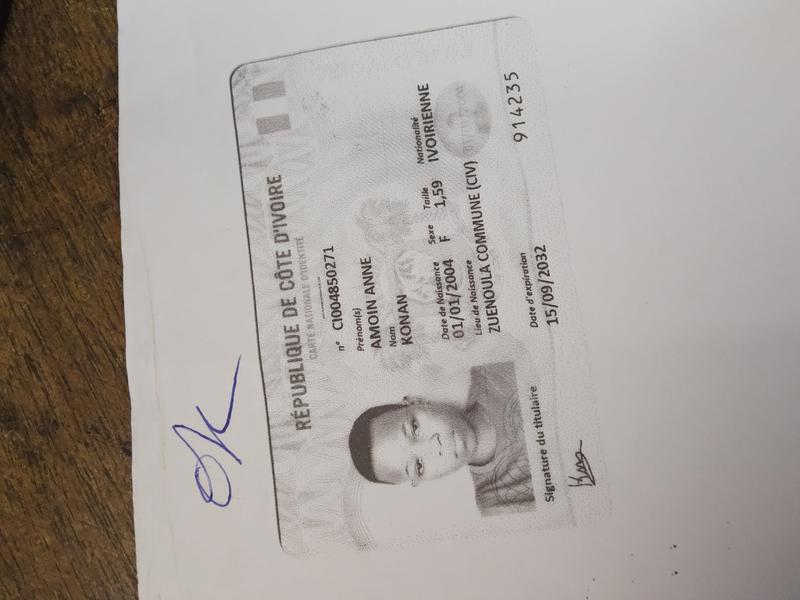 OK
RÉPUBLIQUE DE CÔTE D'IVOIRE
CARTE NATIONALE D'IDENTITÉ
n° CI004850271
Prénom(s)
AMOIN ANNE
Nom
KONAN
Date de Naissance Sexe Taille Nationalité
01/01/2004 F 1,59 IVOIRIENNE
Lieu de Naissance
ZUENOULA COMMUNE (CIV)
Signature du titulaire Date d'expiration
15/09/2032
914235